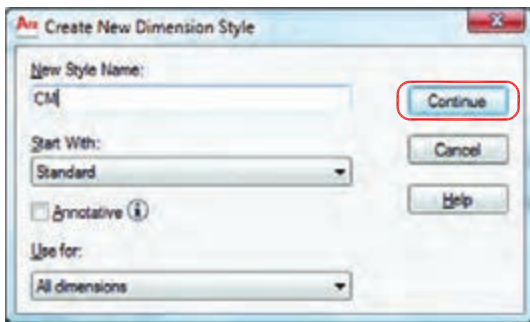 Create New Dimension Style
New Style Name:
CM
Continue
Start With:
Standard
Cancel
Annotative
Help
Use for:
All dimensions